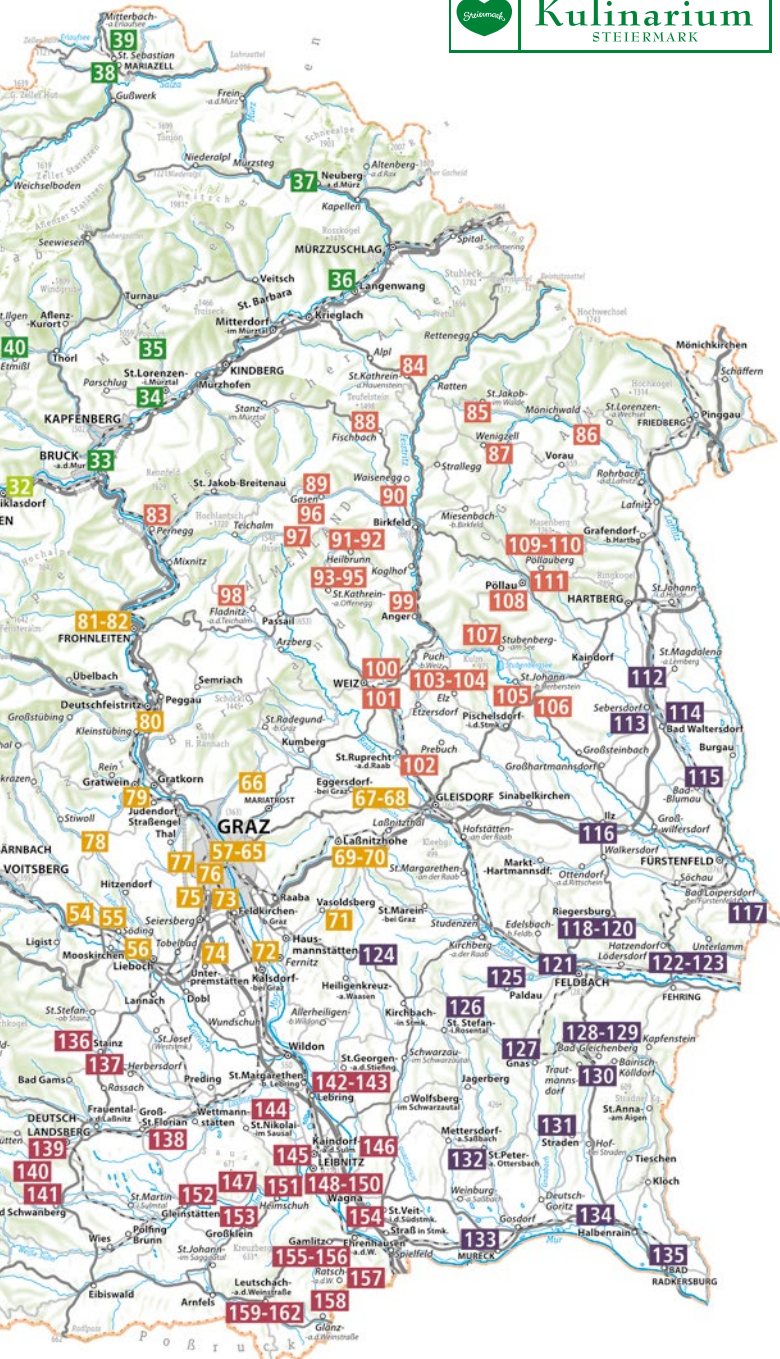 Steiermark
Kulinarium
STEIERMARK
Mitterbach-
-a.Erlaufsee
39
St. Sebastian
MARIAZELL
38
Gußwerk
Salza
Frein-
-a.d.Mürz
Mürz
Lahnsattel
Niederalpl
Mürzsteg
Schneealpe
1903
Altenberg-
-a.d.Rax
37
Neuberg
a.d.Mürz
Kapellen
Weichselboden
Seewiesen
MÜRZZUSCHLAG
Spital-
-a.Semmering
Veitsch
36
Langenwang
St. Barbara
Turnau
Krieglach
Mitterdorf
-im Mürztal
Aflenz-
Kurort
Stuhleck
Hochwechsel
1743
Rettenegg
Mönichkirchen
Schäffern
40
Etmißl
Thörl
35
Parschlug
St.Lorenzen-
-i.Mürztal
34
KINDBERG
Mürzhofen
Alpl
St.Kathrein-
-a.Hauenstein
84
Ratten
St.Jakob-
im Walde
85
Mönichwald
St.Lorenzen-
a.Wechsel
Pinggau
FRIEDBERG
KAPFENBERG
Stanz-
-im Mürztal
88
Fischbach
86
Wenigzell
87
Vorau
BRUCK
-a.d.Mur
33
32
iklasdorf
St.Jakob-Breitenau
89
Gasen
Waisenegg
90
Strallegg
Rohrbach-
-a.d.Lafnitz
Lafnitz
83
Pernegg
96
Teichalm
97
91-92
Birkfeld
Miesenbach-
-b.Birkfeld
Grafendorf-
-b.Hartbg.
109-110
Pöllauberg
Mixnitz
Heilbrunn
93-95
Koglhof
St.Kathrein-
-a.Offenegg
Pöllau
111
108
HARTBERG
St.Johann
98
Fladnitz-
-a.d.Teichalm
Passail
99
Anger
81-82
FROHNLEITEN
Arzberg
107
Stubenberg-
-am See
Übelbach
Semriach
100
WEIZ
101
Puch-
b.Weiz
103-104
St.Johann
-b.Herberstein
Kaindorf
St.Magdalena
112
Deutschfeistritz
Peggau
80
Großstübing
Kleinstübing
St.Radegund-
b.Graz
Etzersdorf
Elz
Pischelsdorf-
-i.d.Stmk.
105
106
Sebersdorf
113
114
Bad Waltersdorf
Kumberg
Prebuch
Großsteinbach
Burgau
Rein
Gratwein
Gratkorn
66
MARIATROST
St.Ruprecht-
-a.d.Raab
102
Großhartmannsdorf
115
Bad
-Blumau
79
Judendorf
Straßengel
Thal
Stiwoll
Eggersdorf-
-bei Graz
67-68
GLEISDORF
Sinabelkirchen
GRAZ
Laßnitzthal
Ilz
Groß-
wilfersdorf
78
77
57-65
76
Laßnitzhöhe
69-70
Hofstätten-
-an der Raab
116
Walkersdorf
ÄRNBACH
VOITSBERG
Hitzendorf
75
73
St.Margarethen-
-an der Raab
Markt-
-Hartmannsdf.
Ottendorf-
-a.d.Rittschein
FÜRSTENFELD
Söchau
Bad Loipersdorf
54
55
Söding
Seiersberg
Raaba
Feldkirchen-
-b.Graz
Vasoldsberg
71
St.Marein-
-bei Graz
Studenzen
Riegersburg
118-120
Edelsbach-
-b.Feldb.
117
Ligist
Mooskirchen
56
Lieboch
Tobelbad
74
72
Haus-
mannstätten
124
Fernitz
Kirchberg-
-a.der Raab
Hatzendorf
Unterlamm
Lödersdorf
Unter-
premstätten
Kalsdorf-
-bei Graz
Heiligenkreuz-
-a.Waasen
125
Paldau
121
FELDBACH
122-123
FEHRING
Lannach
Dobl
St.Stefan-
-ob Stainz
Allerheiligen-
-b.Wildon
Kirchbach-
-in Stmk.
126
St. Stefan-
-i.Rosental
128-129
Bad Gleichenberg
Kapfenstein
136
Stainz
St.Josef
Wundschuh
Wildon
137
Herbersdorf
Rassach
Bad Gams
Preding
St.Georgen-
-a.d.Stiefing
Schwarzau-
-im Schwarzautal
127
Gnas
Traut-
manns-
dorf
130
Bairisch-
Kölldorf
St.Margarethen-
-b.Lebring
142-143
Lebring
Jagerberg
DEUTSCH
LANDSBERG
Frauental-
-a.d.Laßnitz
Groß-
St.Florian
138
Wettmann-
stätten
144
St.Nikolai-
-im Sausal
Wolfsberg-
-im Schwarzautal
St.Anna-
-am Aigen
139
140
141
Kaindorf
-a.d.Sulm
145
LEIBNITZ
146
Mettersdorf-
-a.Saßbach
132
St.Peter-
-a. Ottersbach
131
Straden
Hof-
-bei Straden
Tieschen
Kloch
d Schwanberg
St.Martin
-i.Sulmtal
152
Gleinstätten
147
151
148-150
Wagna
153
Heimschuh
Weinburg-
-a.Saßbach
Deutsch-
Goritz
Wies
Pölfing
Brunn
Großklein
154
St.Veit-
-i.d.Südstmk.
Straß in Stmk.
Gosdorf
134
Halbenrain
133
MURECK
Mur
St.Johann-
-im Saggautal
Gamlitz
Ehrenhausen
-a.d.W.
155-156
Spielfeld
135
BAD
RADKERSBURG
Eibiswald
Arnfels
Leutschach-
-a.d.Weinstraße
Ratsch-
-a.d.W.
157
158
159-162
Glanz-
-a.d.Weinstraße
Poßruck